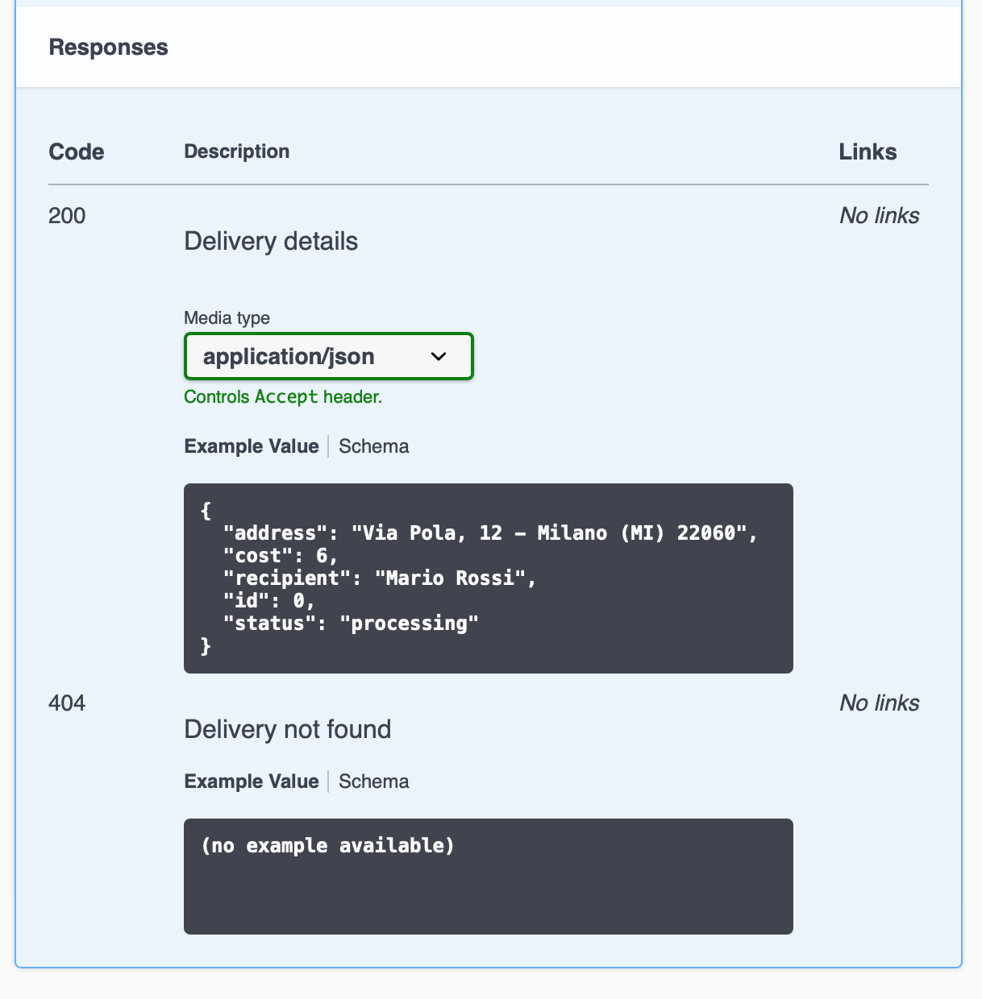 Responses
Code Description Links
200 No links
Delivery details
Media type
application/json
Controls Accept header.
Example Value Schema
{
  "address": "Via Pola, 12 – Milano (MI) 22060",
  "cost": 6,
  "recipient": "Mario Rossi",
  "id": 0,
  "status": "processing"
}
404 No links
Delivery not found
Example Value Schema
(no example available)